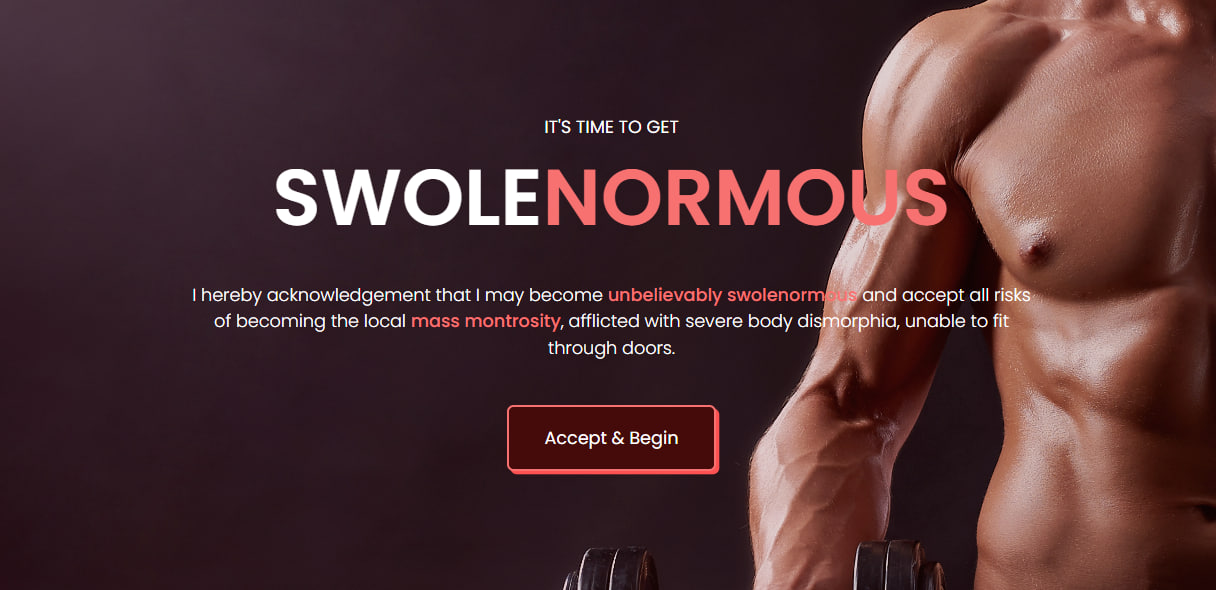 IT'S TIME TO GET
SWOLENORMOUS
I hereby acknowledgement that I may become unbelievably swolenormous and accept all risks
of becoming the local mass montrosity, afflicted with severe body dismorphia, unable to fit
through doors.
Accept & Begin